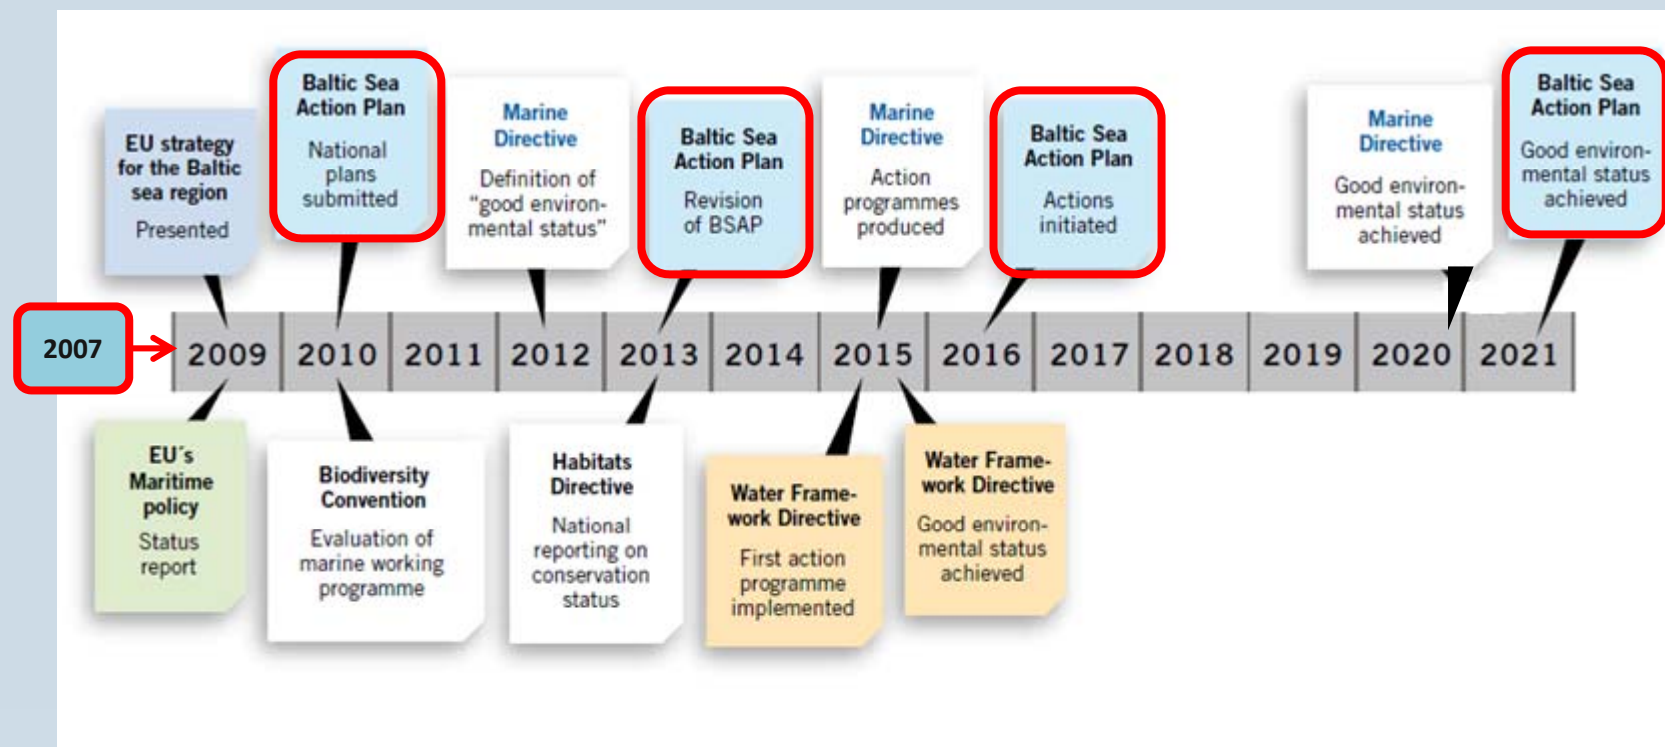 EU strategy
for the Baltic
sea region
Presented
Baltic Sea
Action Plan
National
plans
submitted
Marine
Directive
Definition of
“good environ-
mental status”
Baltic Sea
Action Plan
Revision
of BSAP
Marine
Directive
Action
programmes
produced
Baltic Sea
Action Plan
Actions
initiated
Marine
Directive
Good environ-
mental status
achieved
Baltic Sea
Action Plan
Good environ-
mental status
achieved
2007
2009 2010 2011 2012 2013 2014 2015 2016 2017 2018 2019 2020 2021
EU´s
Maritime
policy
Status
report
Biodiversity
Convention
Evaluation of
marine working
programme
Habitats
Directive
National
reporting on
conservation
status
Water Frame-
work Directive
First action
programme
implemented
Water Frame-
work Directive
Good environ-
mental status
achieved